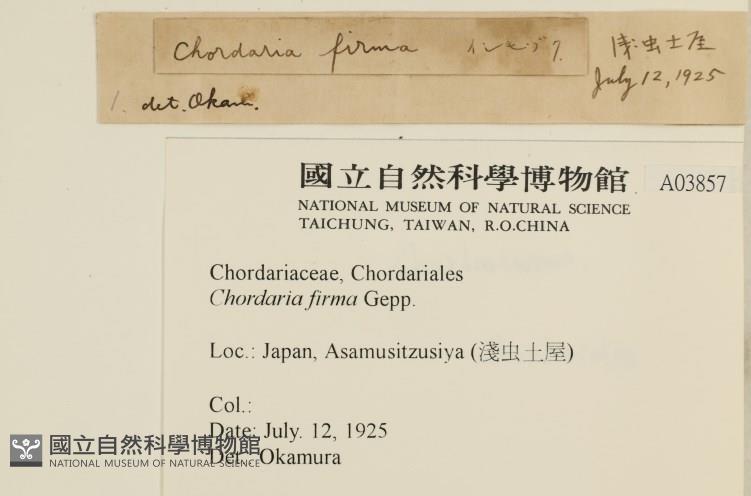 Chordaria firma イシモヅク
浅虫土屋
July 12, 1925
1. det. Okam.
國立自然科學博物館
A03857
NATIONAL MUSEUM OF NATURAL SCIENCE
TAICHUNG, TAIWAN, R.O.CHINA
Chordariaceae, Chordariales
Chordaria firma Gepp.
Loc.: Japan, Asamusitzusiya (淺虫土屋)
Col.:
Date: July. 12, 1925
Det.: Okamura
國立自然科學博物館
NATIONAL MUSEUM OF NATURAL SCIENCE